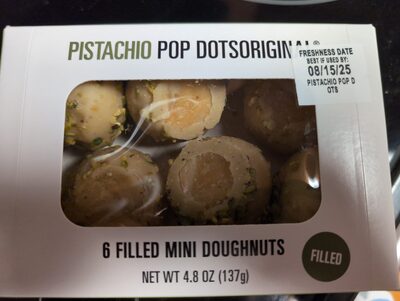 PISTACHIO POP DOTSORIGINAL®
FRESHNESS DATE
BEST IF USED BY:
08/15/25
PISTACHIO POP D
OTS
6 FILLED MINI DOUGHNUTS
NET WT 4.8 OZ (137g)
FILLED